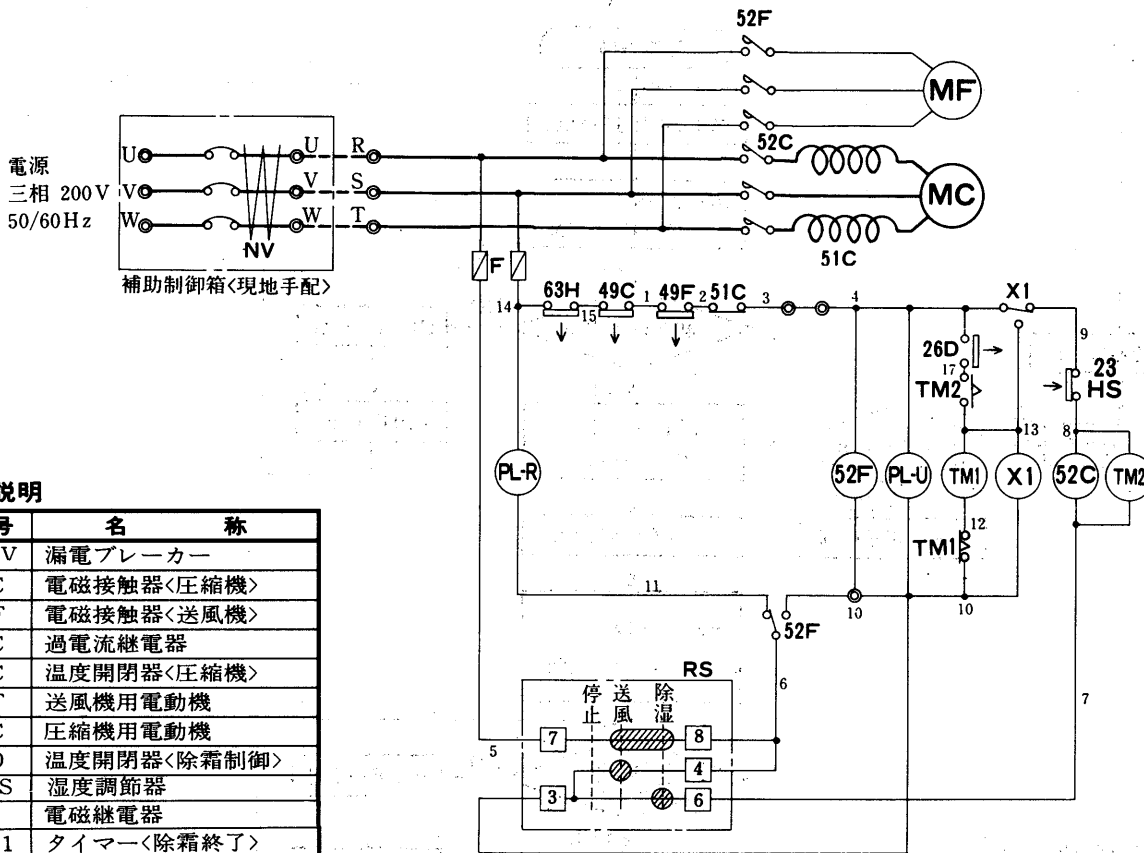 52F
MF
52C
電源
三相 200V
50/60Hz
U
V
W
U
V
W
R
S
T
NV
補助制御箱<現地手配>
MC
51C
F
14
63H
15
49C
1
49F
2
51C
3
4
X1
9
26D
17
TM2
23
HS
13
8
PL-R
52F
PL-U
TM1
X1
52C
TM2
12
TM1
11
10
10
52F
RS
6
7
停止
送風
除湿
5
7
8
4
3
6
説明
号
名 称
V
漏電ブレーカー
C
電磁接触器<圧縮機>
F
電磁接触器<送風機>
C
過電流継電器
C
温度開閉器<圧縮機>
F
送風機用電動機
C
圧縮機用電動機
D
温度開閉器<除霜制御>
S
湿度調節器
電磁継電器
1
タイマー<除霜終了>